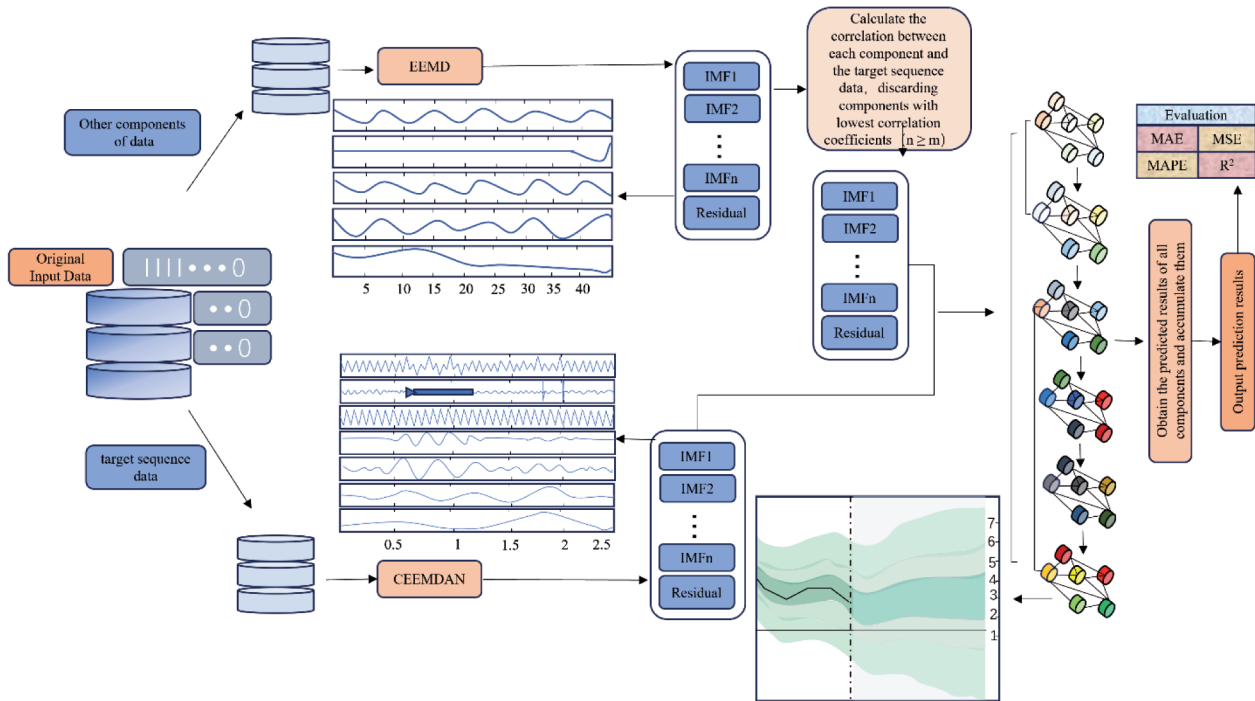 Other components
of data
EEMD
IMF1
IMF2
IMFn
Residual
Calculate the
correlation between
each component and
the target sequence
data, discarding
components with
lowest correlation
coefficients (n ≥ m)
IMF1
IMF2
IMFn
Residual
Evaluation
MAE MSE
MAPE R²
Original
Input Data
5 10 15 20 25 30 35 40
Obtain the predicted results of all
components and accumulate them
Output prediction results
target sequence
data
0.5 1 1.5 2 2.5
CEEMDAN
IMF1
IMF2
IMFn
Residual
7
6
5
4
3
2
1